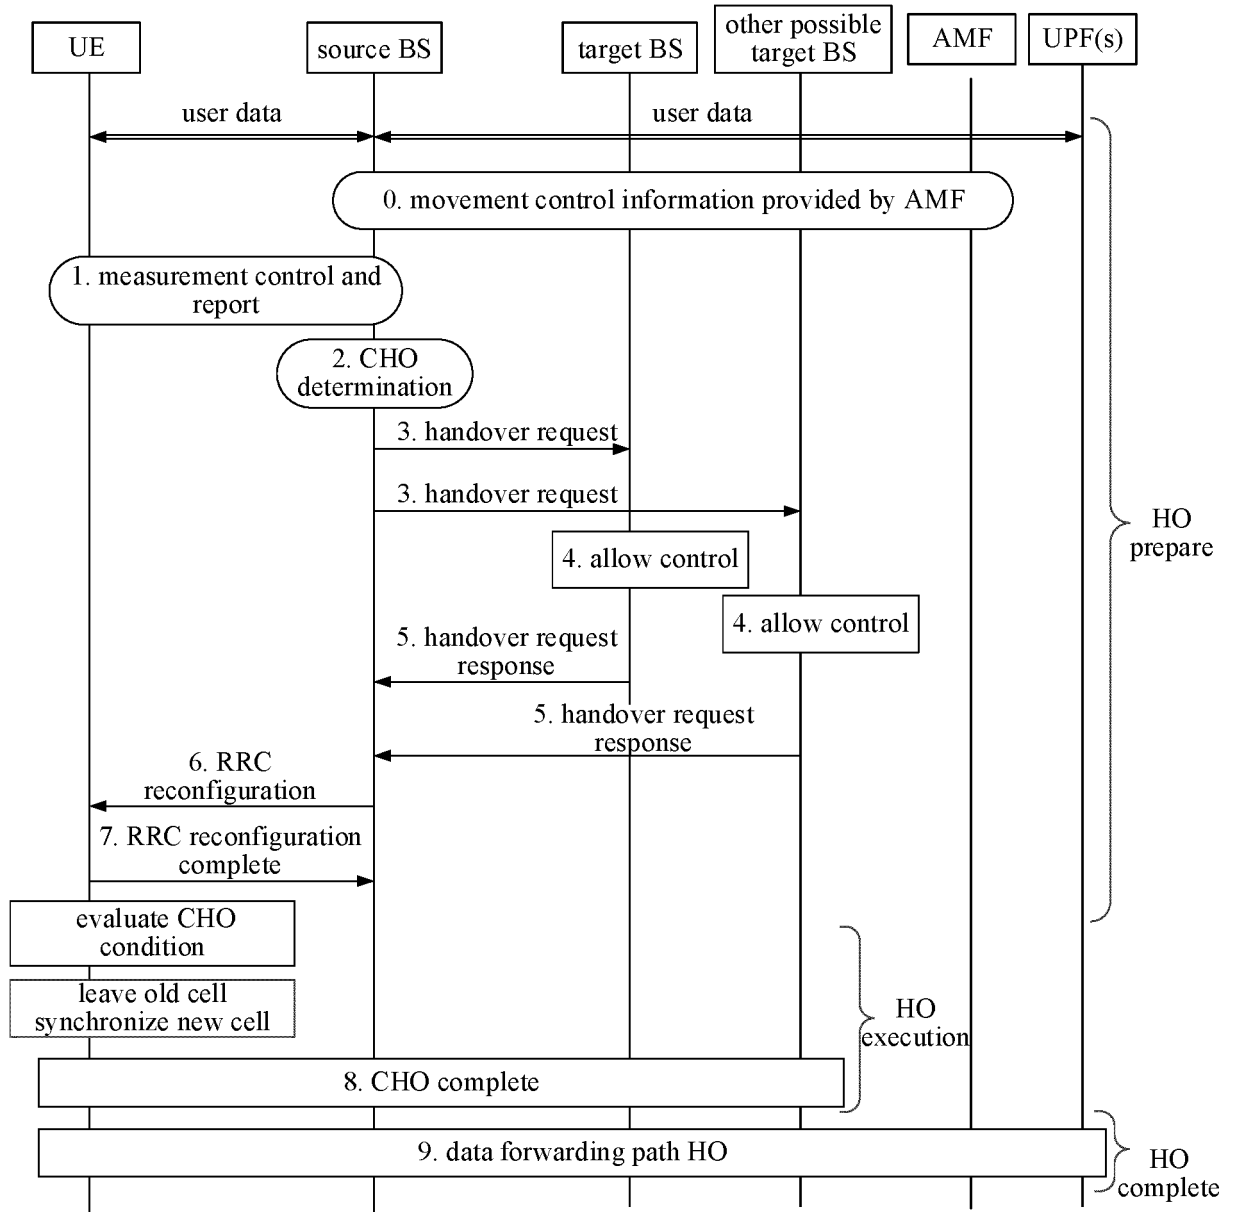 UE
source BS
target BS
other possible
target BS
AMF
UPF(s)
user data
user data
0. movement control information provided by AMF
1. measurement control and
report
2. CHO
determination
3. handover request
3. handover request
HO
prepare
4. allow control
4. allow control
5. handover request
response
5. handover request
response
6. RRC
reconfiguration
7. RRC reconfiguration
complete
evaluate CHO
condition
leave old cell
synchronize new cell
HO
execution
8. CHO complete
9. data forwarding path HO
HO
complete